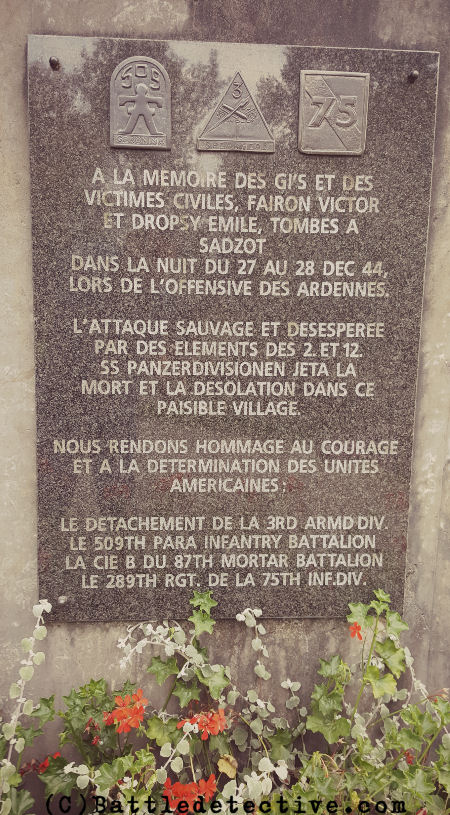 509
3
SPEARHEAD
75
A LA MEMOIRE DES GI'S ET DES
VICTIMES CIVILES, FAIRON VICTOR
ET DROPSY EMILE, TOMBES A
SADZOT
DANS LA NUIT DU 27 AU 28 DEC 44,
LORS DE L'OFFENSIVE DES ARDENNES.
L'ATTAQUE SAUVAGE ET DESESPEREE
PAR DES ELEMENTS DES 2. ET 12.
SS PANZERDIVISIONEN JETA LA
MORT ET LA DESOLATION DANS CE
PAISIBLE VILLAGE.
NOUS RENDONS HOMMAGE AU COURAGE
ET A LA DETERMINATION DES UNITES
AMERICAINES:
LE DETACHEMENT DE LA 3RD ARMD DIV.
LE 509TH PARA INFANTRY BATTALION
LA CIE B DU 87TH MORTAR BATTALION
LE 289TH RGT. DE LA 75TH INF.DIV.
(C)Battledetective.com